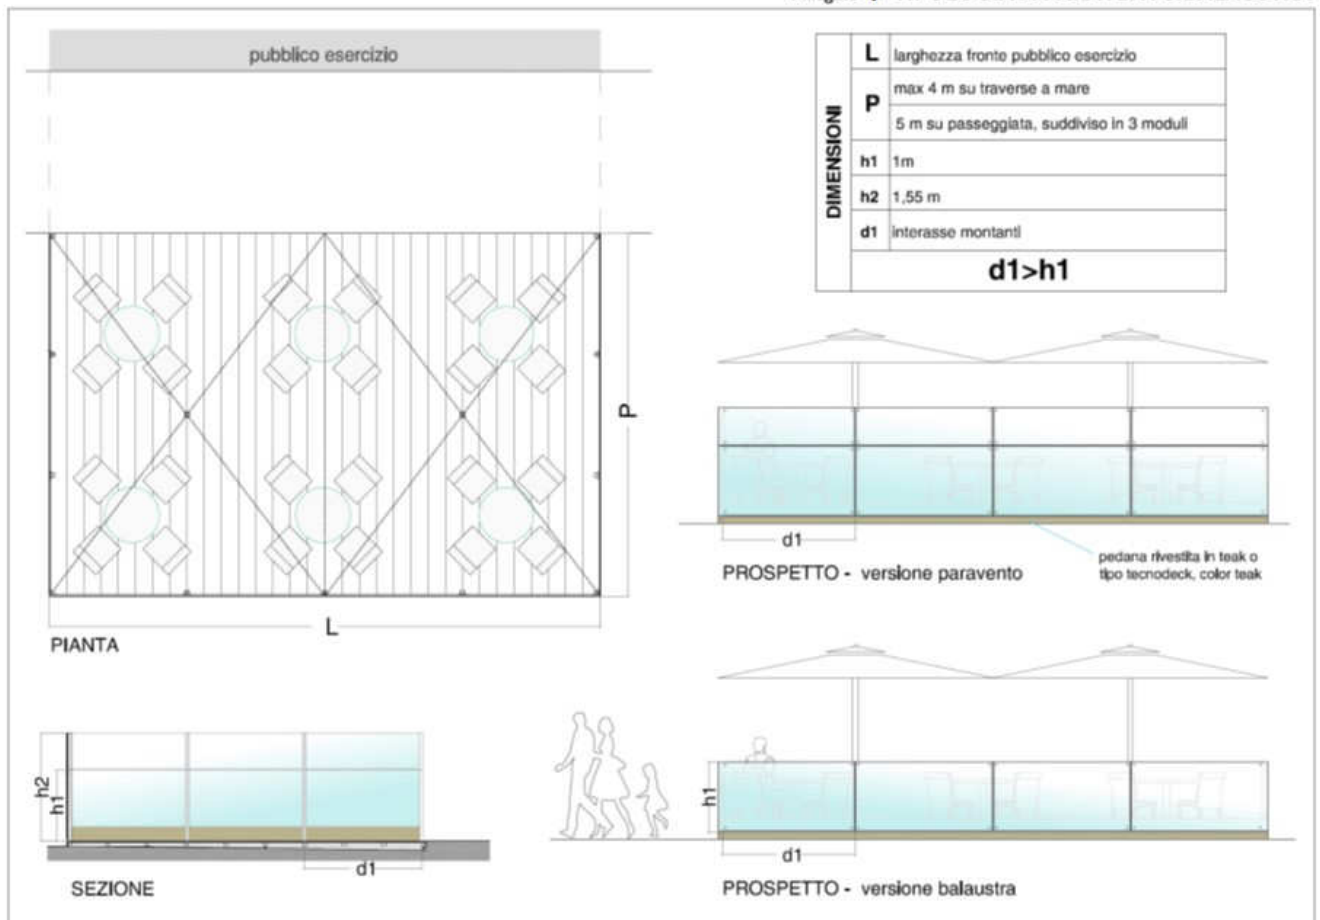 pubblico esercizio
DIMENSIONI
L larghezza fronte pubblico esercizio
P max 4 m su traverse a mare
5 m su passeggiata, suddiviso in 3 moduli
h1 1m
h2 1,55 m
d1 interasse montanti
d1>h1
P
L
PIANTA
d1
PROSPETTO - versione paravento
pedana rivestita in teak o
tipo tecnodeck, color teak
h2
h1
d1
SEZIONE
h1
d1
PROSPETTO - versione balaustra